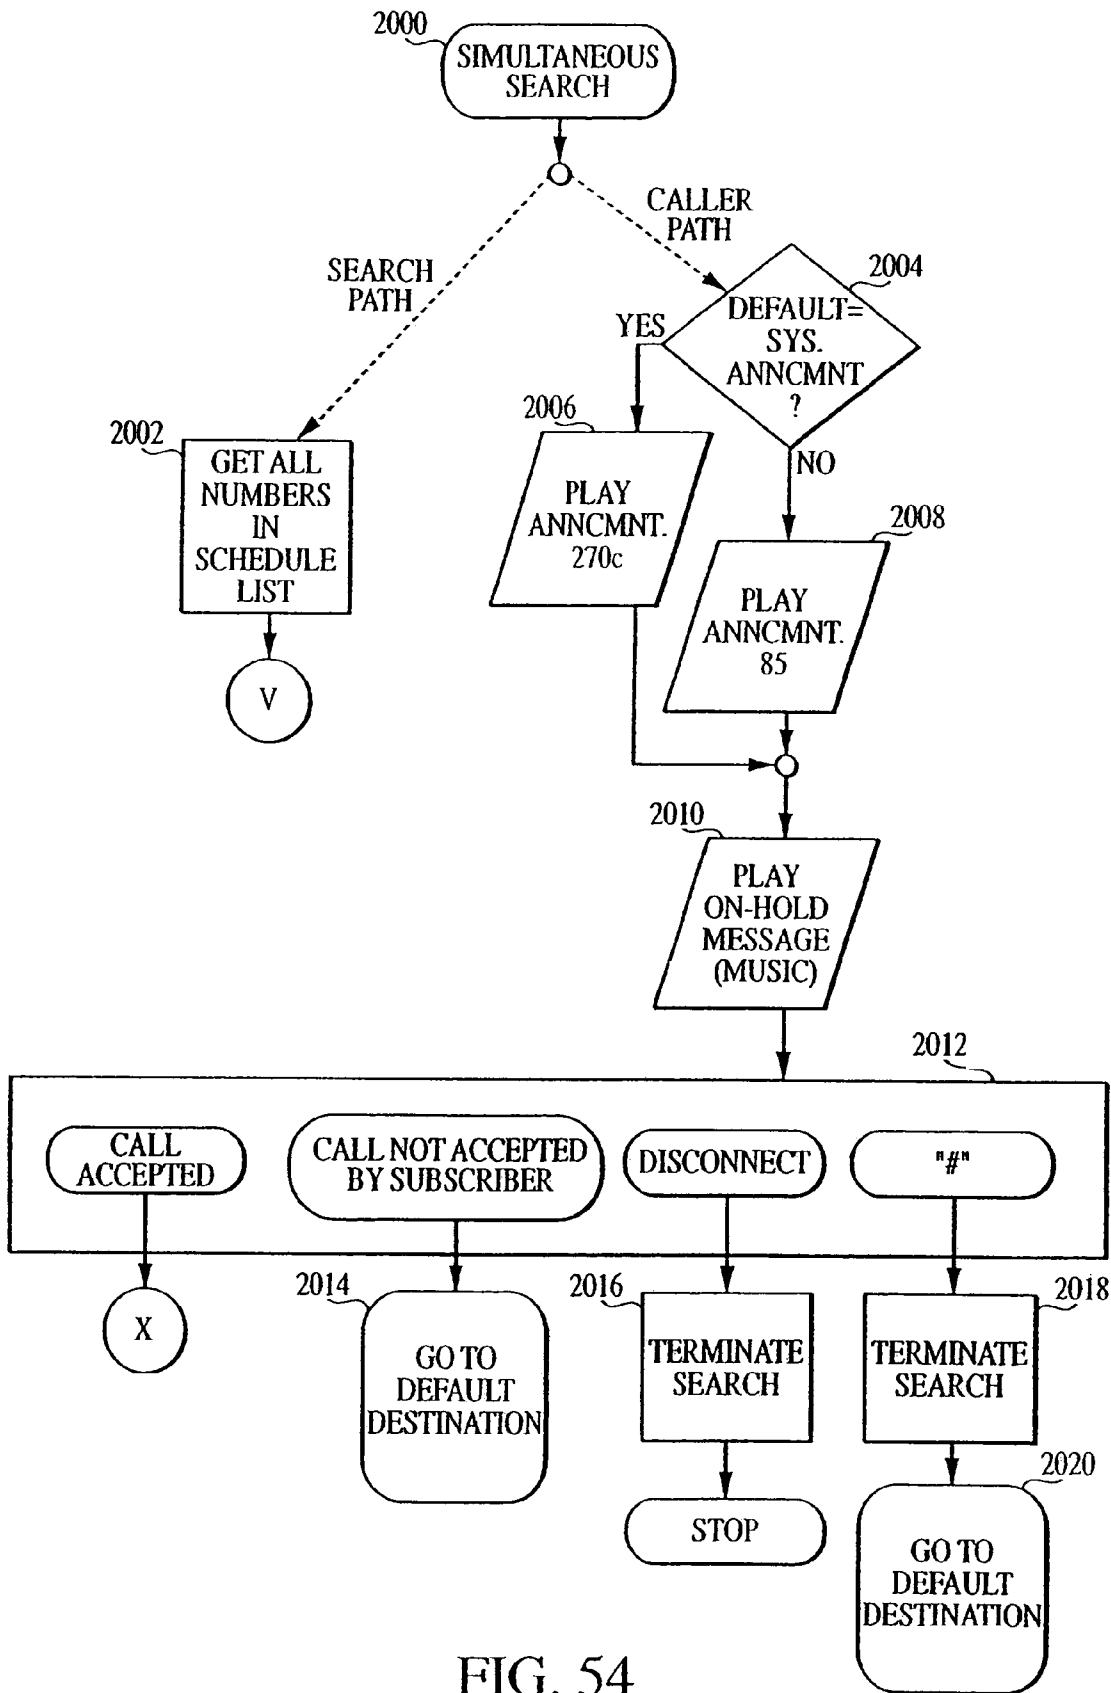 2000
SIMULTANEOUS
SEARCH
CALLER
PATH
SEARCH
PATH
2004
DEFAULT=
SYS.
ANNCMNT
?
YES
NO
2002
GET ALL
NUMBERS
IN
SCHEDULE
LIST
V
2006
PLAY
ANNCMNT.
270c
2008
PLAY
ANNCMNT.
85
2010
PLAY
ON-HOLD
MESSAGE
(MUSIC)
2012
CALL
ACCEPTED
CALL NOT ACCEPTED
BY SUBSCRIBER
DISCONNECT
"#"
X
2014
GO TO
DEFAULT
DESTINATION
2016
TERMINATE
SEARCH
STOP
2018
TERMINATE
SEARCH
2020
GO TO
DEFAULT
DESTINATION
FIG. 54